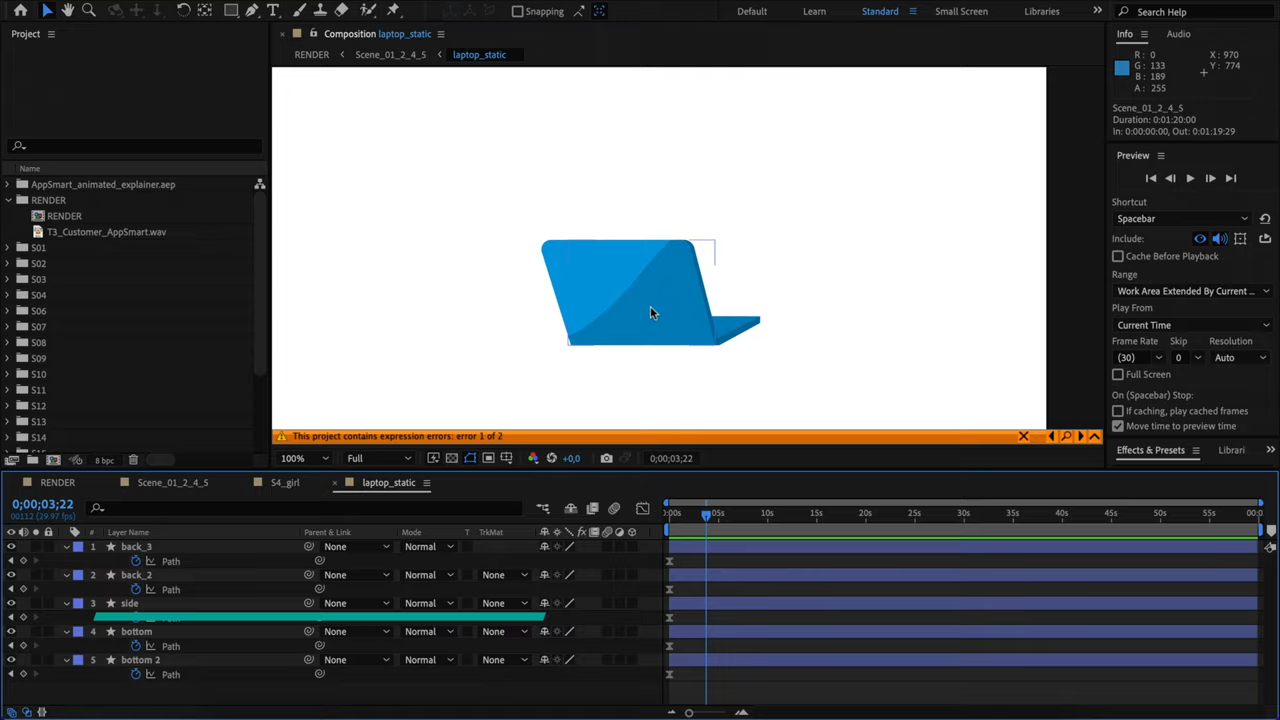 Snapping
Default
Learn
Standard
Small Screen
Libraries
Search Help
Project
Composition laptop_static
RENDER
Scene_01_2_4_5
laptop_static
Name
AppSmart_animated_explainer.aep
RENDER
RENDER
T3_Customer_AppSmart.wav
S01
S02
S03
S04
S06
S07
S08
S09
S10
S11
S12
S13
S14
8 bpc
This project contains expression errors: error 1 of 2
100%
Full
+0,0
0;00;03;22
Info
Audio
R : 0
G : 133
B : 189
A : 255
X : 970
Y : 774
Scene_01_2_4_5
Duration: 0:01:20:00
In: 0:00:00:00, Out: 0:01:19:29
Preview
Shortcut
Spacebar
Include:
Cache Before Playback
Range
Work Area Extended By Current ...
Play From
Current Time
Frame Rate
Skip
Resolution
(30)
0
Auto
Full Screen
On (Spacebar) Stop:
If caching, play cached frames
Move time to preview time
Effects & Presets
Librari
RENDER
Scene_01_2_4_5
S4_girl
laptop_static
0;00;03;22
00112 (29.97 fps)
:00s
05s
10s
15s
20s
25s
30s
35s
40s
45s
50s
55s
00:0
#
Layer Name
Parent & Link
Mode
T
TrkMat
1
back_3
None
Normal
Path
2
back_2
None
Normal
None
Path
3
side
None
Normal
None
4
bottom
None
Normal
None
Path
5
bottom 2
None
Normal
None
Path